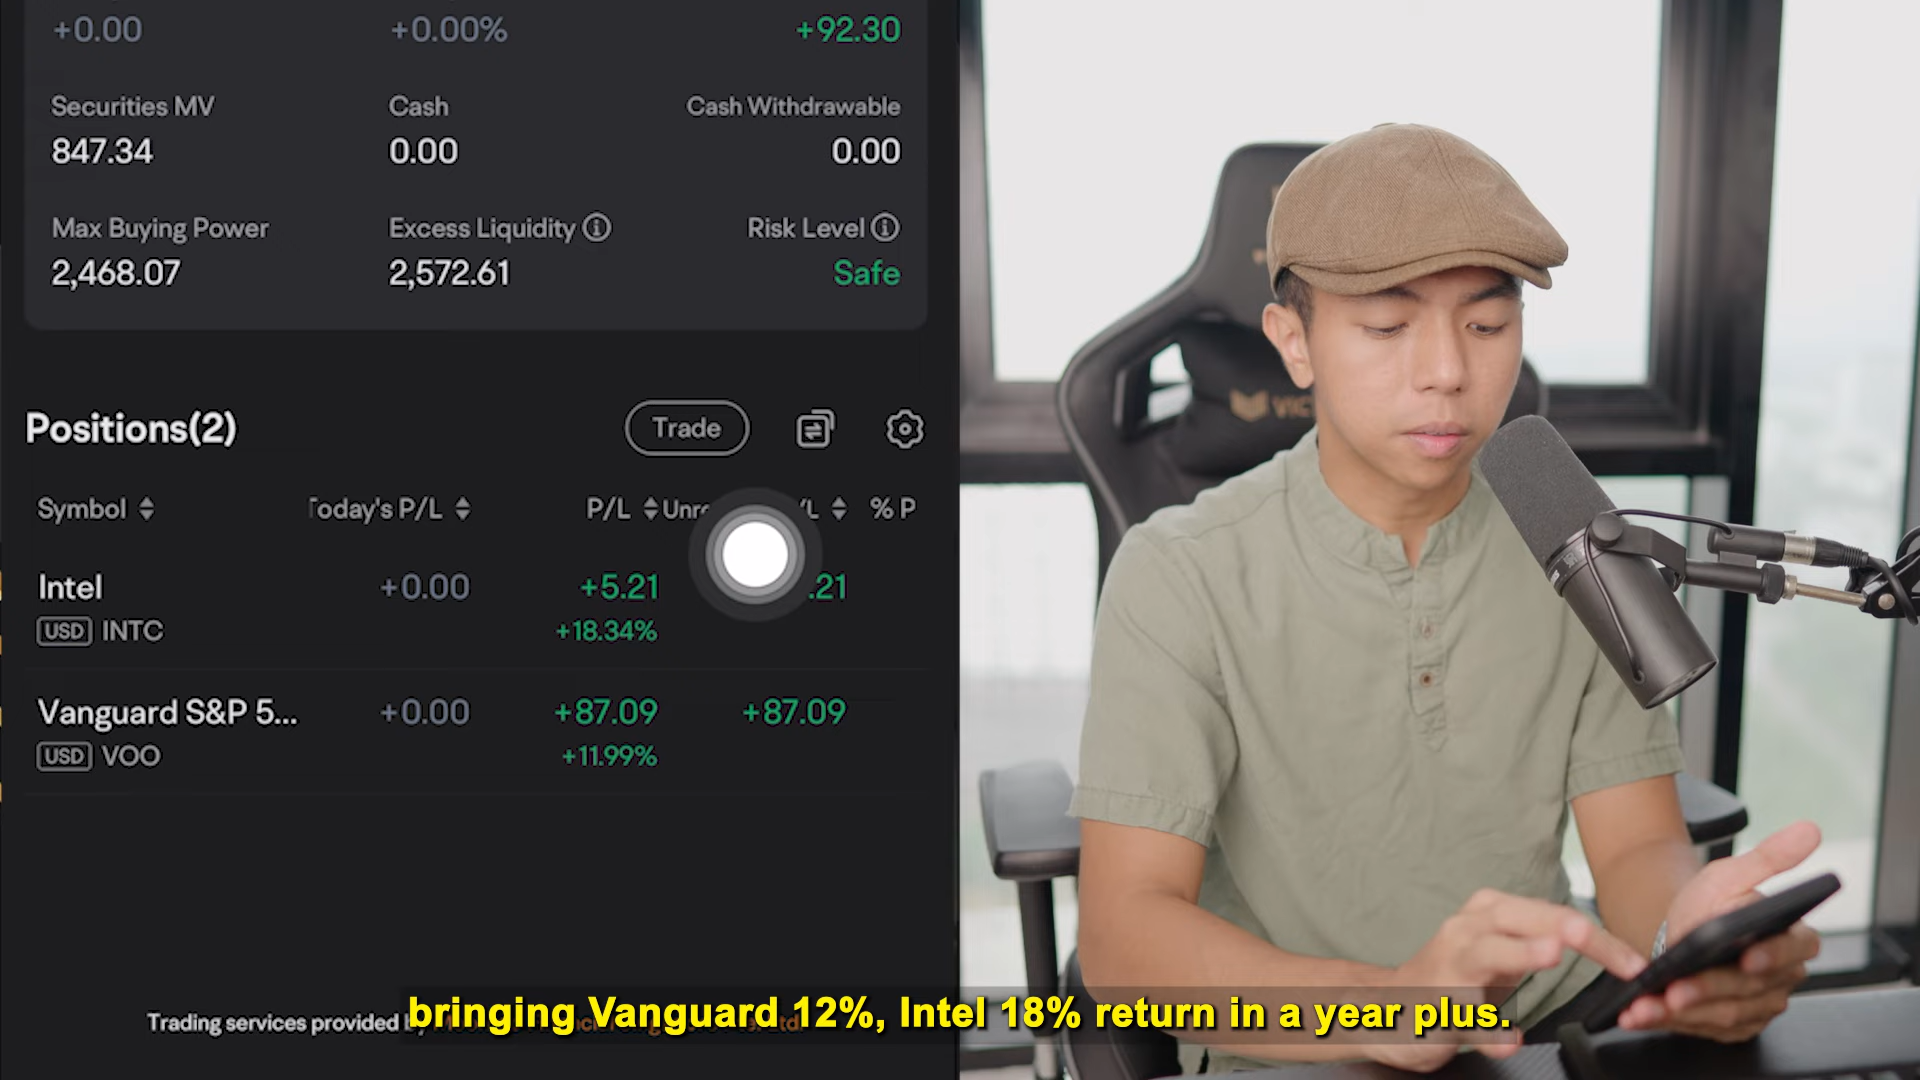 +0.00 +0.00% +92.30
Securities MV Cash Cash Withdrawable
847.34 0.00 0.00
Max Buying Power Excess Liquidity Risk Level
2,468.07 2,572.61 Safe
Positions(2) Trade
Symbol Today's P/L P/L Unre /L % P
Intel +0.00 +5.21 .21
USD INTC +18.34%
Vanguard S&P 5... +0.00 +87.09 +87.09
USD VOO +11.99%
Trading services provided
bringing Vanguard 12%, Intel 18% return in a year plus.